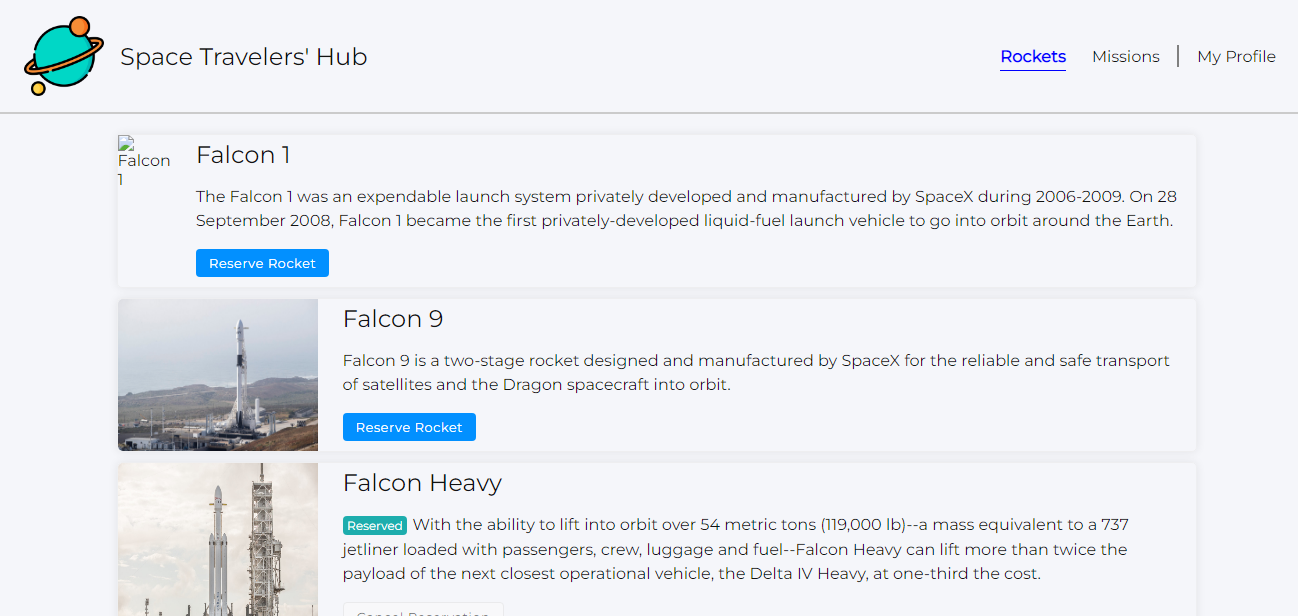 Space Travelers' Hub
Rockets
Missions
My Profile
Falcon
1
Falcon 1
The Falcon 1 was an expendable launch system privately developed and manufactured by SpaceX during 2006-2009. On 28
September 2008, Falcon 1 became the first privately-developed liquid-fuel launch vehicle to go into orbit around the Earth.
Reserve Rocket
Falcon 9
Falcon 9 is a two-stage rocket designed and manufactured by SpaceX for the reliable and safe transport
of satellites and the Dragon spacecraft into orbit.
Reserve Rocket
Falcon Heavy
Reserved With the ability to lift into orbit over 54 metric tons (119,000 lb)--a mass equivalent to a 737
jetliner loaded with passengers, crew, luggage and fuel--Falcon Heavy can lift more than twice the
payload of the next closest operational vehicle, the Delta IV Heavy, at one-third the cost.
Cancel Reservation